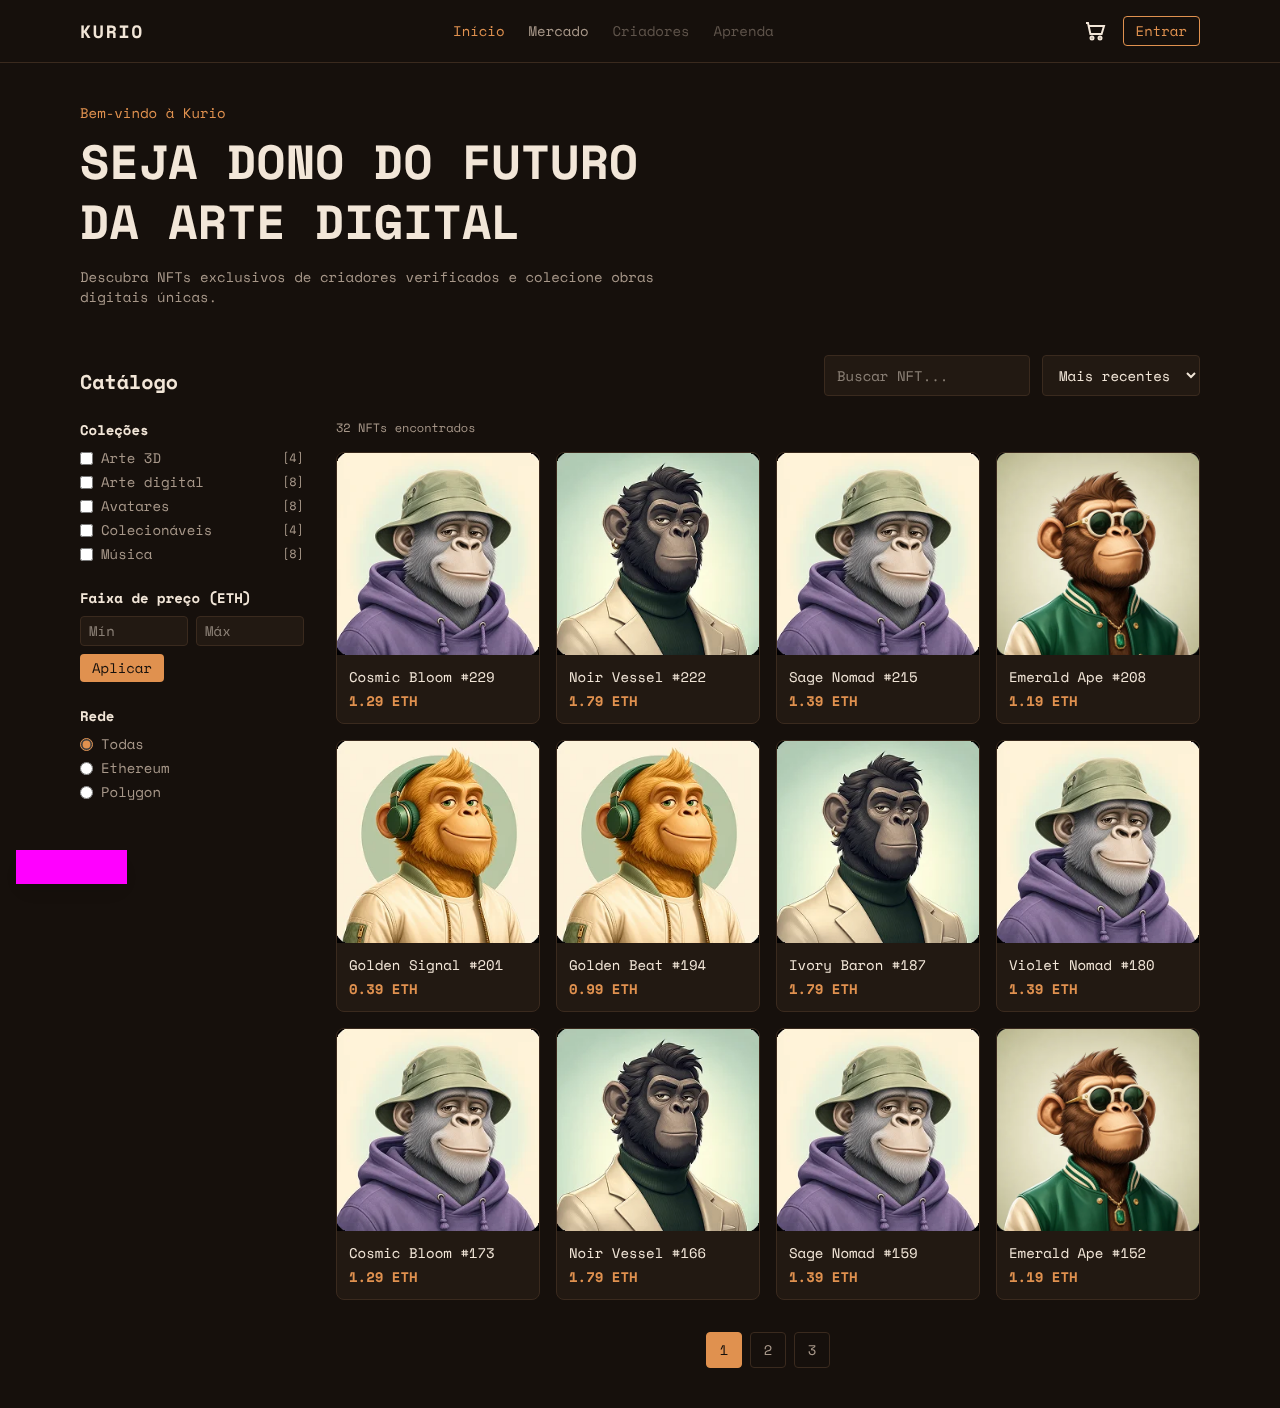 KURIO
Início Mercado Criadores Aprenda
Entrar
Bem-vindo à Kurio
SEJA DONO DO FUTURO
DA ARTE DIGITAL
Descubra NFTs exclusivos de criadores verificados e colecione obras
digitais únicas.
Catálogo
Buscar NFT...
Mais recentes
Coleções
Arte 3D [4]
Arte digital [8]
Avatares [8]
Colecionáveis [4]
Música [8]
Faixa de preço (ETH)
Mín Máx
Aplicar
Rede
Todas
Ethereum
Polygon
32 NFTs encontrados
Cosmic Bloom #229
1.29 ETH
Noir Vessel #222
1.79 ETH
Sage Nomad #215
1.39 ETH
Emerald Ape #208
1.19 ETH
Golden Signal #201
0.39 ETH
Golden Beat #194
0.99 ETH
Ivory Baron #187
1.79 ETH
Violet Nomad #180
1.39 ETH
Cosmic Bloom #173
1.29 ETH
Noir Vessel #166
1.79 ETH
Sage Nomad #159
1.39 ETH
Emerald Ape #152
1.19 ETH
1 2 3